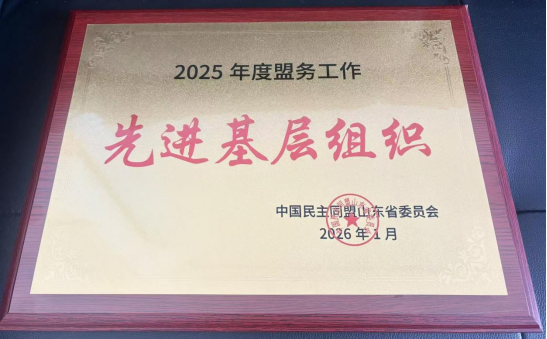 2025 年度盟务工作
先进基层组织
中国民主同盟山东省委员会
2026 年 1 月